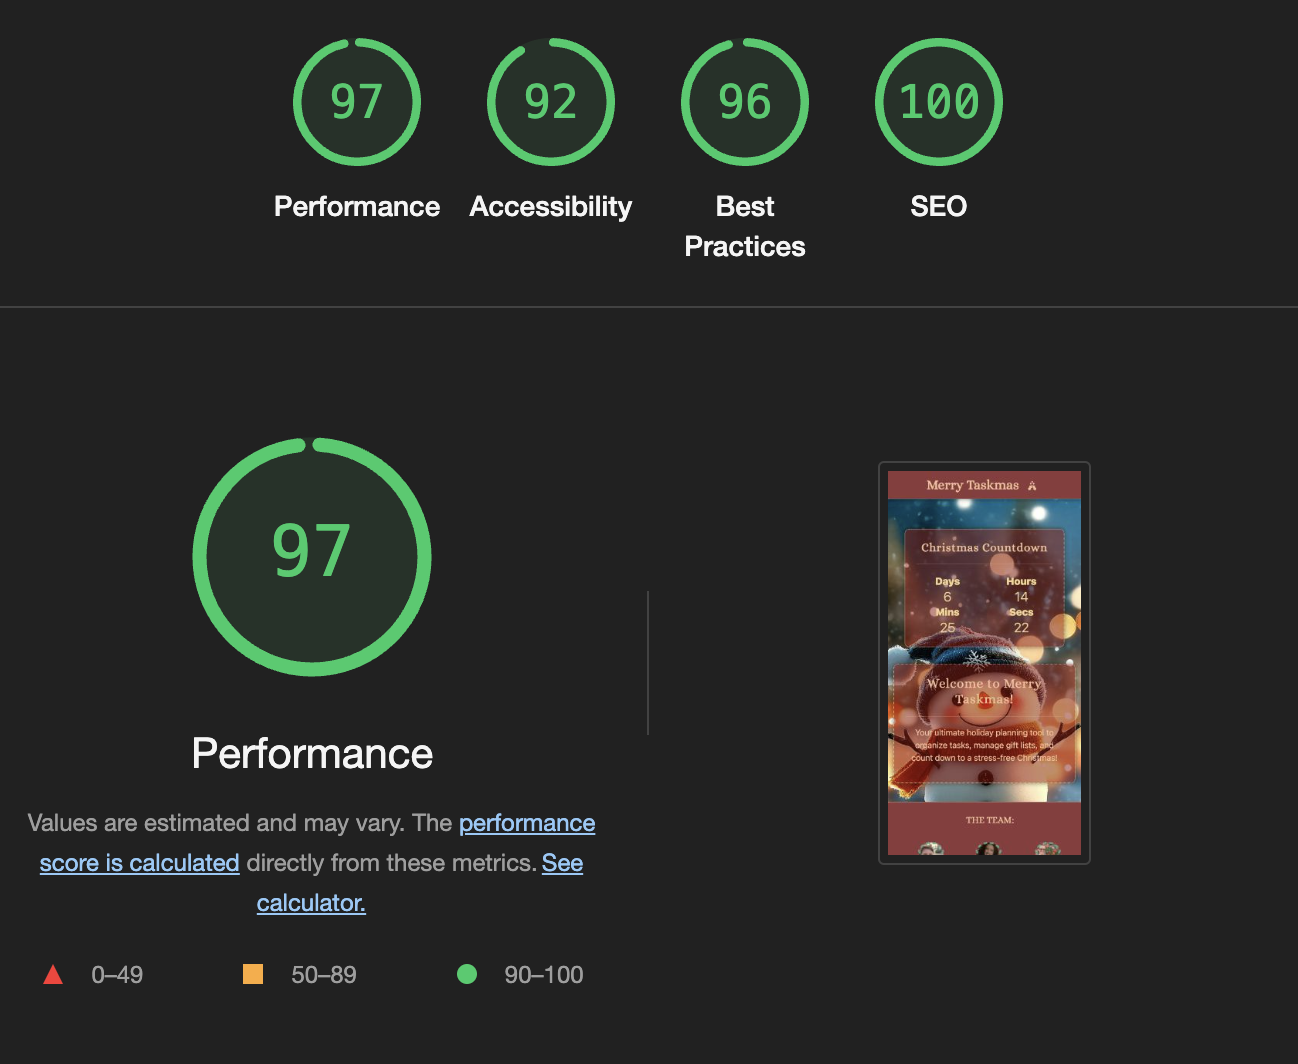 97
92
96
100
Performance
Accessibility
Best
Practices
SEO
97
Performance
Values are estimated and may vary. The performance
score is calculated directly from these metrics. See
calculator.
0–49
50–89
90–100
Merry Taskmas
Christmas Countdown
Days
Hours
6
14
Mins
Secs
25
22
Welcome to Merry
Taskmas!
Your ultimate holiday planning tool to
organize tasks, manage gift lists, and
count down to a stress-free Christmas!
THE TEAM: